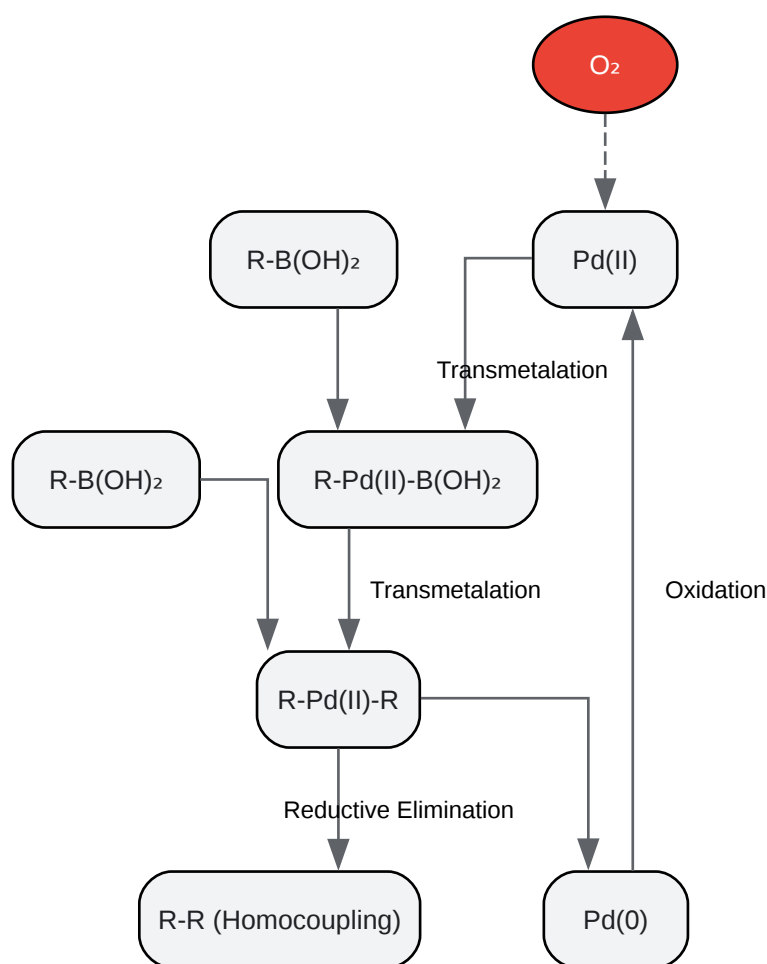 O₂
R-B(OH)₂
Pd(II)
Transmetalation
R-B(OH)₂
R-Pd(II)-B(OH)₂
Transmetalation
Oxidation
R-Pd(II)-R
Reductive Elimination
R-R (Homocoupling)
Pd(0)